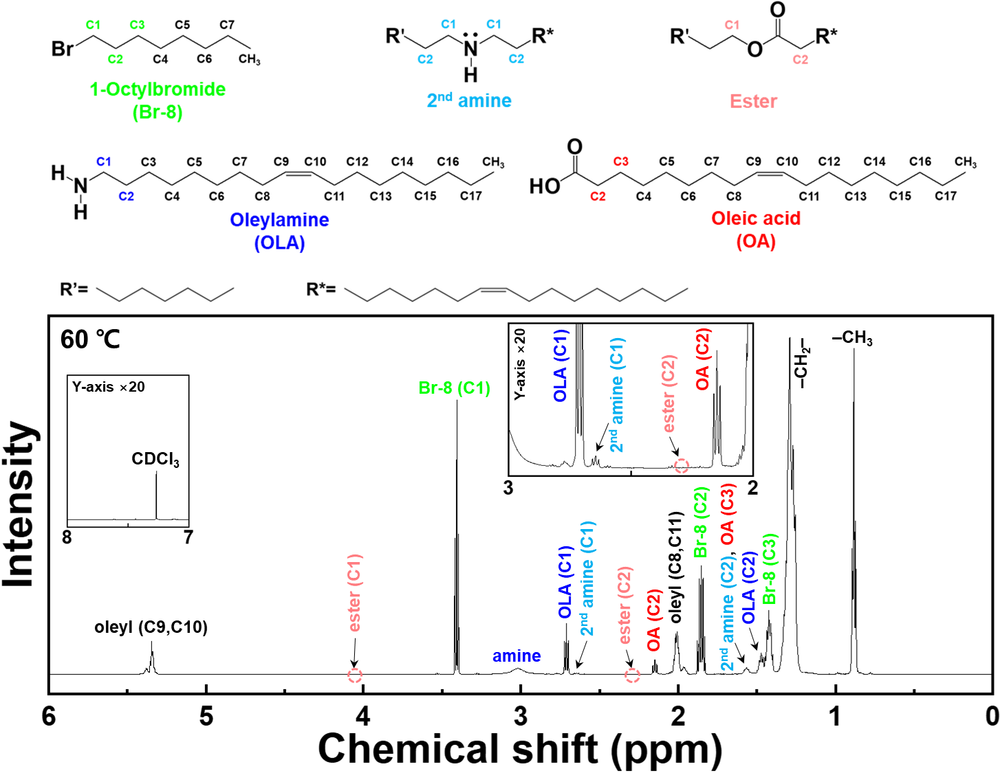 C1 C3 C5 C7
Br
C2 C4 C6 CH3
1-Octylbromide
(Br-8)
C1 C1
R' N R*
C2 H C2
2nd amine
O
C1
R' O R*
C2
Ester
H C1 C3 C5 C7 C9 C10 C12 C14 C16 CH3
N
H C2 C4 C6 C8 C11 C13 C15 C17
Oleylamine
(OLA)
O
C3 C5 C7 C9 C10 C12 C14 C16 CH3
HO
C2 C4 C6 C8 C11 C13 C15 C17
Oleic acid
(OA)
R'=
R*=
60 ℃
Y-axis ×20
CDCl3
8 7
Y-axis ×20
OLA (C1)
2nd amine (C1)
ester (C2)
OA (C2)
3 2
–CH2–
–CH3
Br-8 (C1)
oleyl (C9,C10)
ester (C1)
amine
OLA (C1)
2nd amine (C1)
ester (C2)
OA (C2)
oleyl (C8,C11)
Br-8 (C2)
2nd amine (C2), OA (C3)
OLA (C2)
Br-8 (C3)
Intensity
6 5 4 3 2 1 0
Chemical shift (ppm)